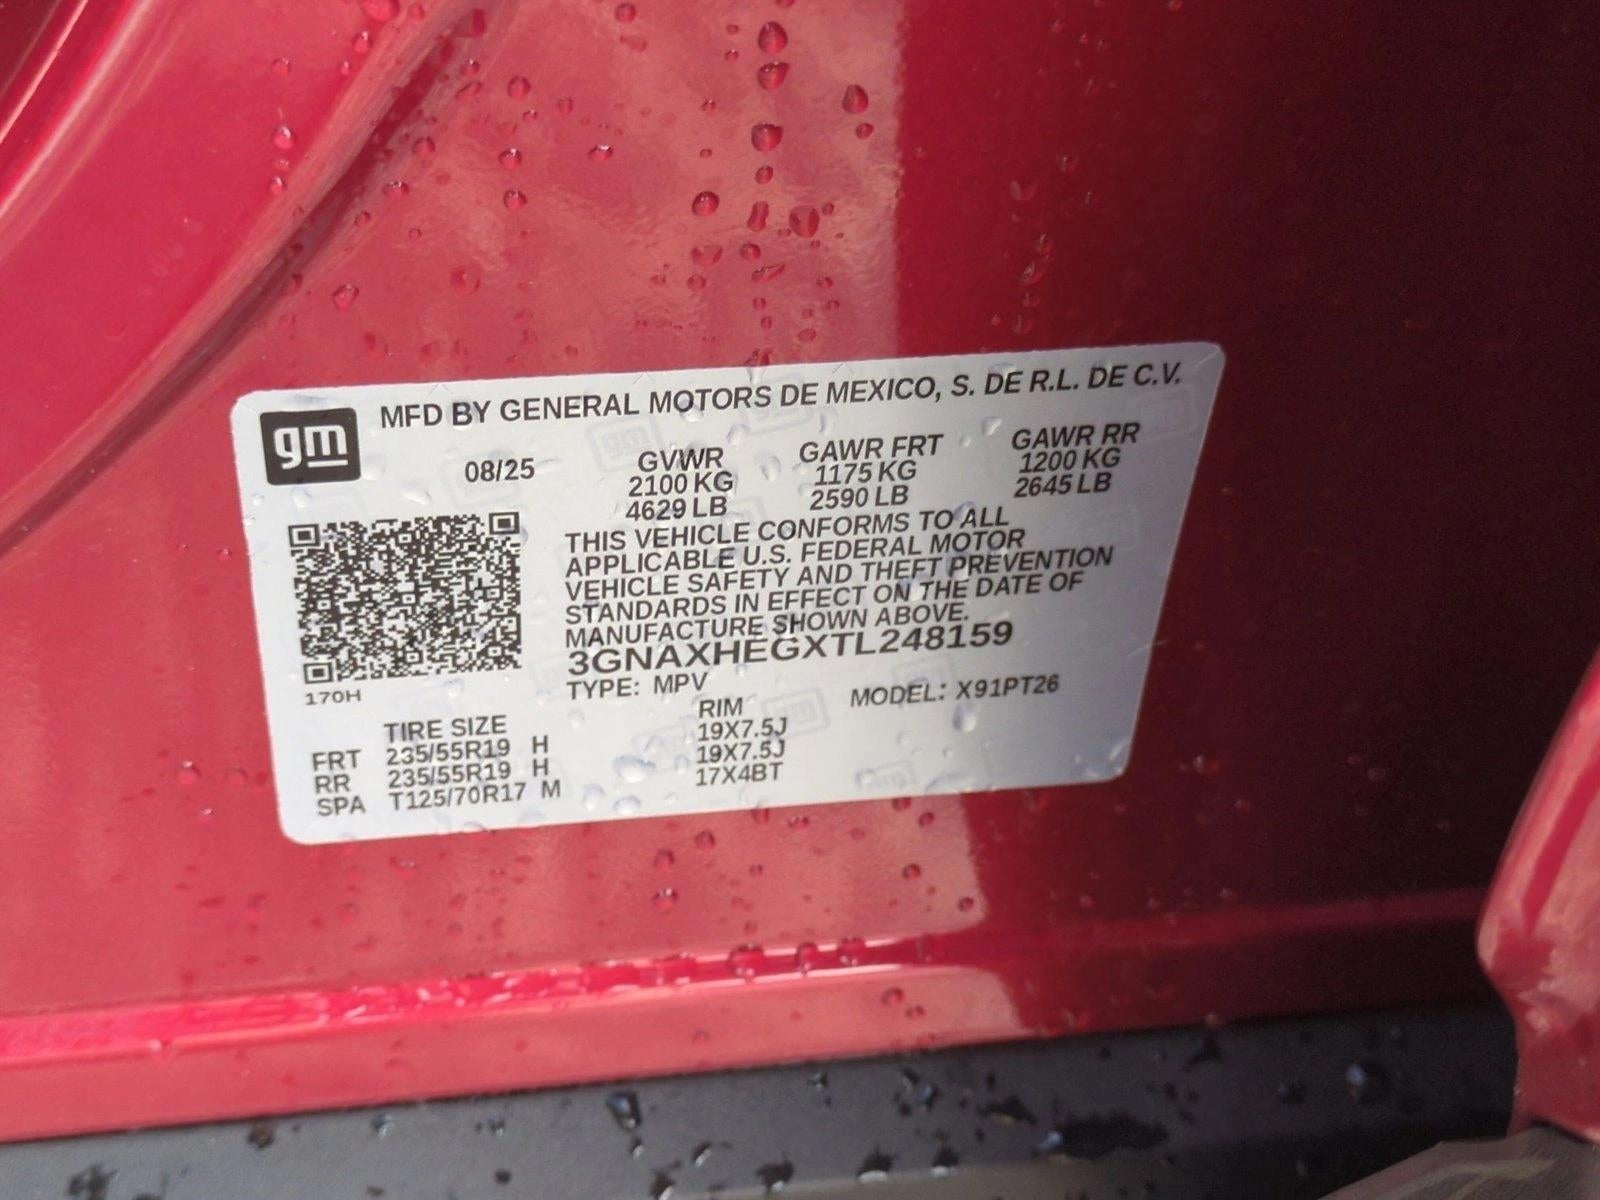 gm
MFD BY GENERAL MOTORS DE MEXICO, S. DE R.L. DE C.V.
08/25 GVWR GAWR FRT GAWR RR
2100 KG 1175 KG 1200 KG
4629 LB 2590 LB 2645 LB
THIS VEHICLE CONFORMS TO ALL
APPLICABLE U.S. FEDERAL MOTOR
VEHICLE SAFETY AND THEFT PREVENTION
STANDARDS IN EFFECT ON THE DATE OF
MANUFACTURE SHOWN ABOVE.
3GNAXHEGXTL248159
170H
TYPE: MPV MODEL: X91PT26
TIRE SIZE RIM
FRT 235/55R19 H 19X7.5J
RR 235/55R19 H 19X7.5J
SPA T125/70R17 M 17X4BT